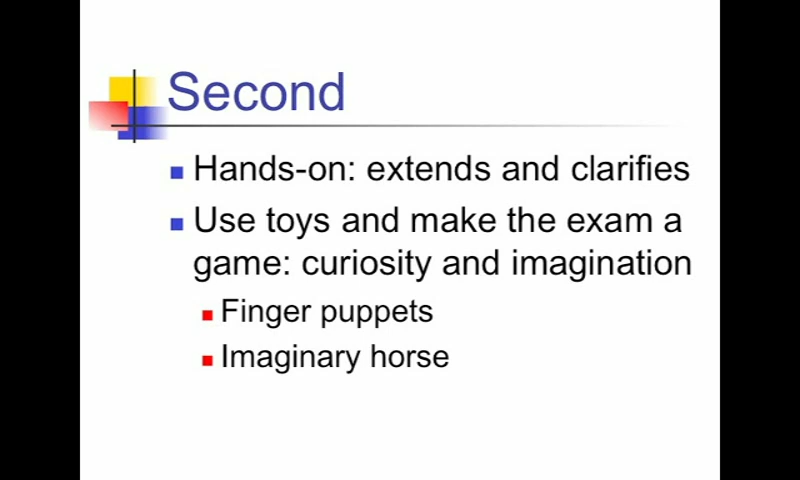 Second
Hands-on: extends and clarifies
Use toys and make the exam a
game: curiosity and imagination
Finger puppets
Imaginary horse